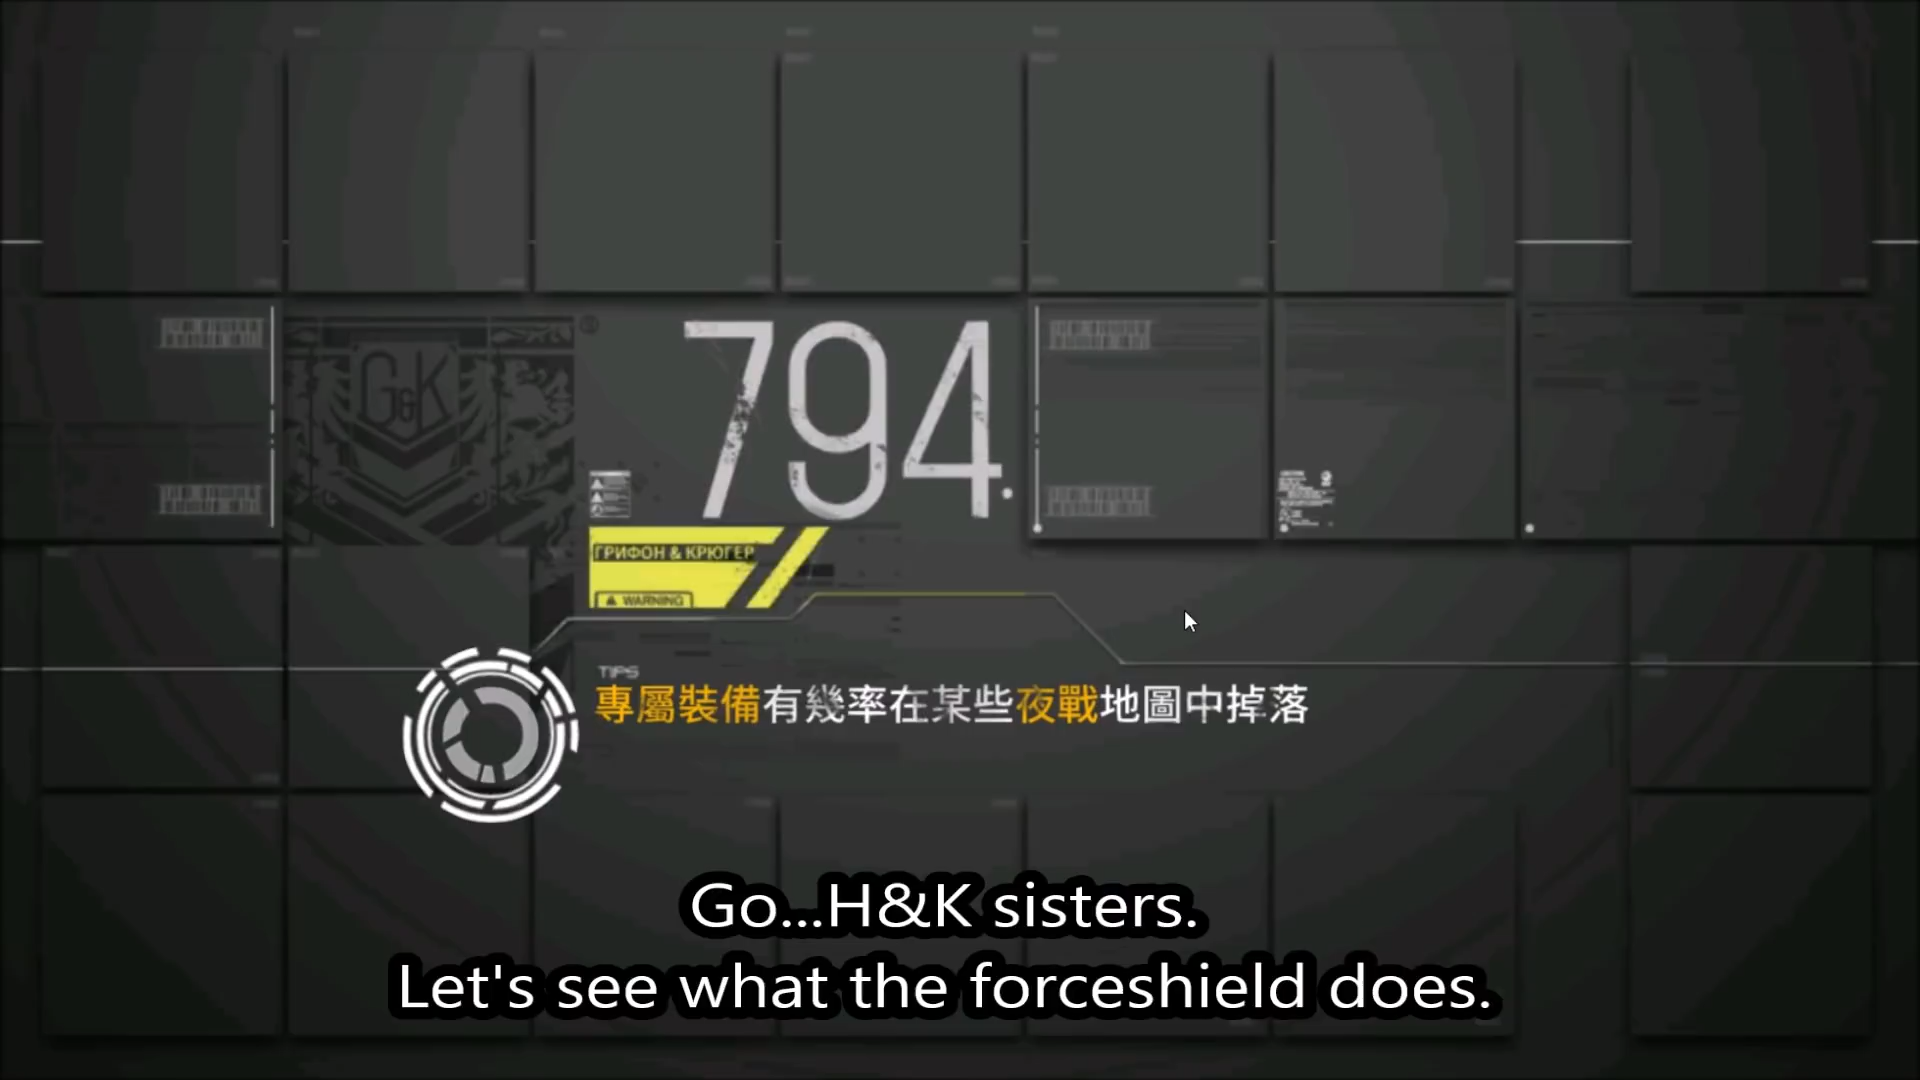 G&K
794.
ГРИФОН & КРЮГЕР
WARNING
TIPS
專屬裝備有幾率在某些夜戰地圖中掉落
Go...H&K sisters.
Let's see what the forceshield does.